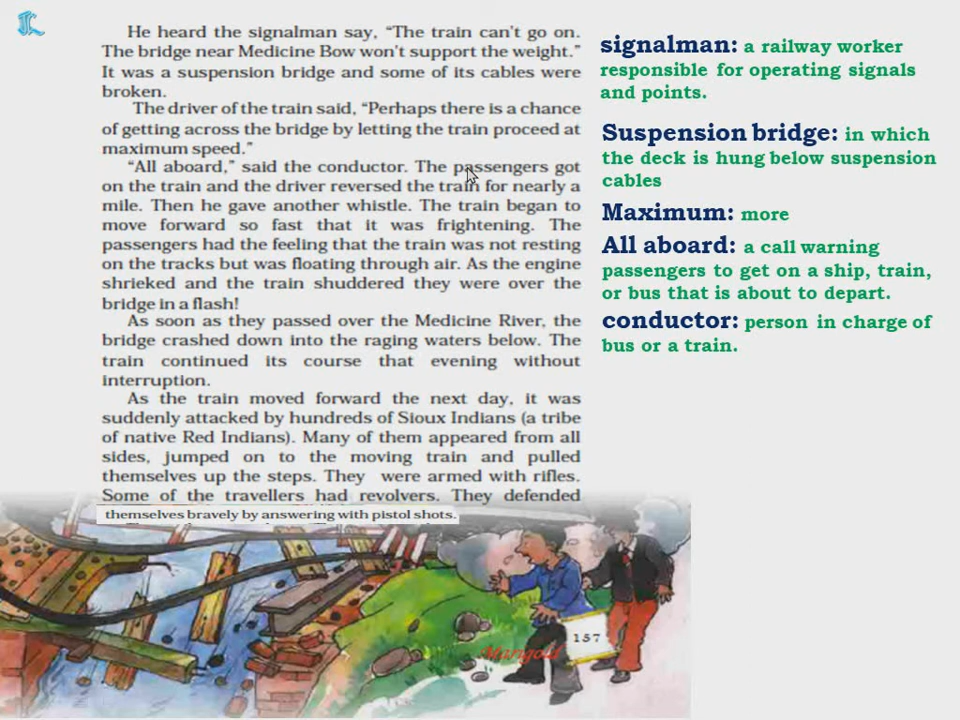 He heard the signalman say, “The train can’t go on.
The bridge near Medicine Bow won’t support the weight.”
It was a suspension bridge and some of its cables were
broken.
The driver of the train said, “Perhaps there is a chance
of getting across the bridge by letting the train proceed at
maximum speed.”
“All aboard,” said the conductor. The passengers got
on the train and the driver reversed the train for nearly a
mile. Then he gave another whistle. The train began to
move forward so fast that it was frightening. The
passengers had the feeling that the train was not resting
on the tracks but was floating through air. As the engine
shrieked and the train shuddered they were over the
bridge in a flash!
As soon as they passed over the Medicine River, the
bridge crashed down into the raging waters below. The
train continued its course that evening without
interruption.
As the train moved forward the next day, it was
suddenly attacked by hundreds of Sioux Indians (a tribe
of native Red Indians). Many of them appeared from all
sides, jumped on to the moving train and pulled
themselves up the steps. They were armed with rifles.
Some of the travellers had revolvers. They defended
themselves bravely by answering with pistol shots.
157
signalman: a railway worker
responsible for operating signals
and points.
Suspension bridge: in which
the deck is hung below suspension
cables
Maximum: more
All aboard: a call warning
passengers to get on a ship, train,
or bus that is about to depart.
conductor: person in charge of
bus or a train.